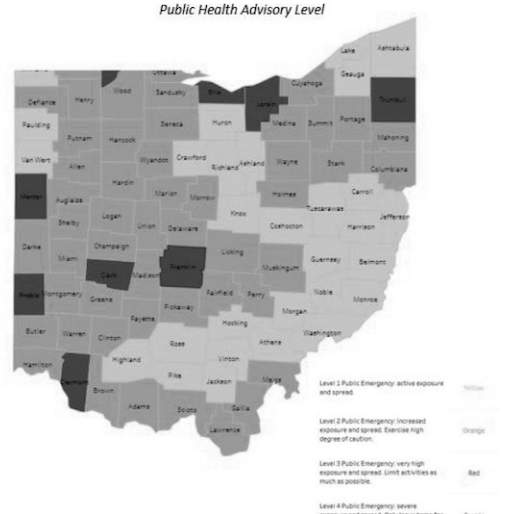 Public Health Advisory Level
Lake
Ashtabula
Geauga
Ottawa
Cuyahoga
Wood
Sandusky
Erie
Lorain
Trumbull
Defiance
Henry
Paulding
Seneca
Huron
Medina
Summit
Portage
Mahoning
Putnam
Hancock
Van Wert
Allen
Wyandot
Crawford
Richland
Ashland
Wayne
Stark
Columbiana
Hardin
Mercer
Auglaize
Marion
Morrow
Holmes
Carroll
Tuscarawas
Jefferson
Logan
Shelby
Union
Knox
Coshocton
Harrison
Delaware
Darke
Champaign
Miami
Licking
Guernsey
Belmont
Franklin
Muskingum
Clark
Madison
Preble
Montgomery
Greene
Fairfield
Perry
Noble
Monroe
Pickaway
Morgan
Fayette
Butler
Warren
Clinton
Hocking
Washington
Ross
Athens
Hamilton
Highland
Vinton
Clermont
Pike
Jackson
Meigs
Brown
Adams
Scioto
Gallia
Lawrence
Level 1 Public Emergency: active exposure
and spread.
Yellow
Level 2 Public Emergency: increased
exposure and spread. Exercise high
degree of caution.
Orange
Level 3 Public Emergency: very high
exposure and spread. Limit activities as
much as possible.
Red
Level 4 Public Emergency: severe